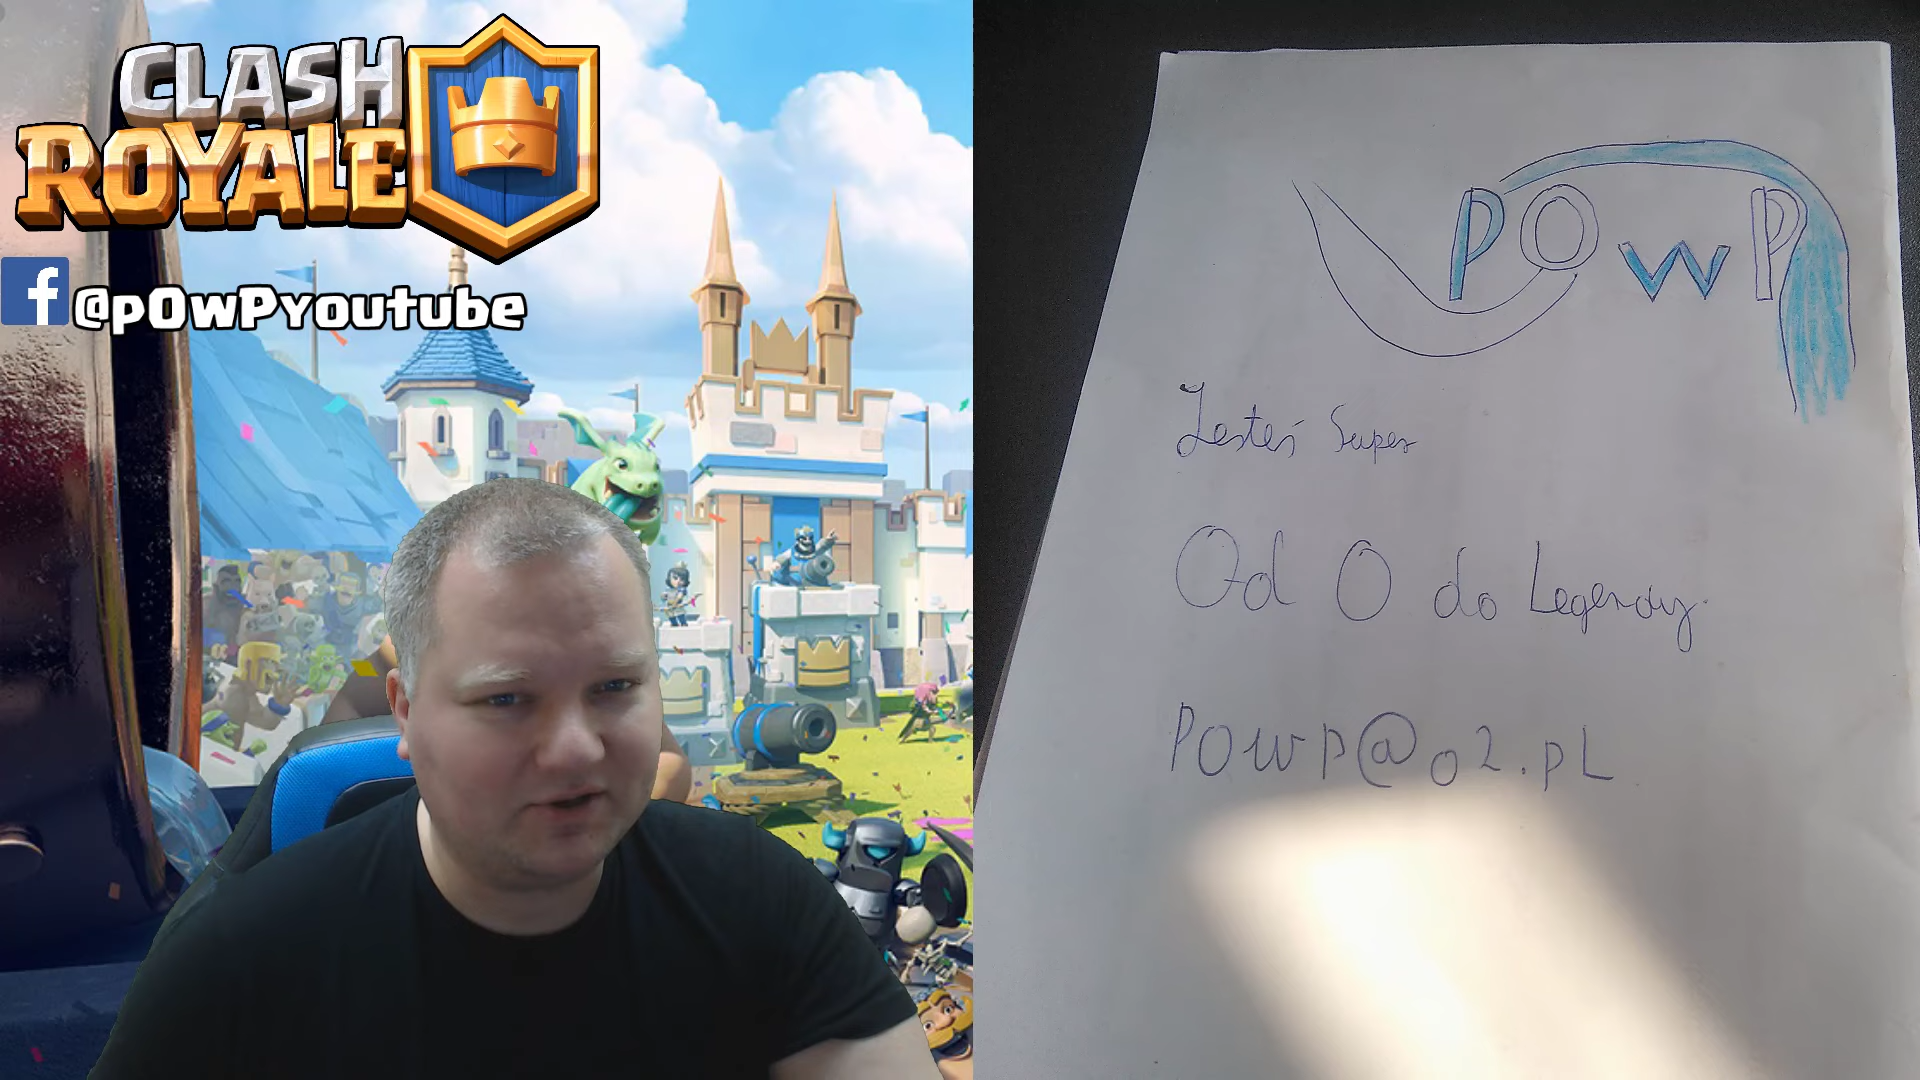 CLASH
ROYALE
f @pOwPyoutube
POWP
Jesteś Super
Od 0 do Legendy
POWP@o2.pL